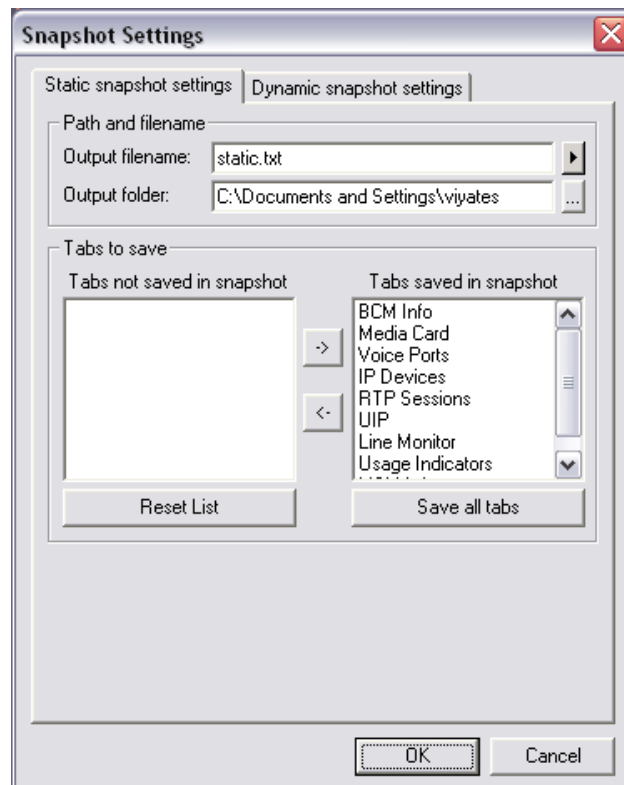 Snapshot Settings
Static snapshot settings
Dynamic snapshot settings
Path and filename
Output filename: static.txt
Output folder: C:\Documents and Settings\viyates ...
Tabs to save
Tabs not saved in snapshot
Tabs saved in snapshot
BCM Info
Media Card
Voice Ports
->
IP Devices
RTP Sessions
<-
UIP
Line Monitor
Usage Indicators
Reset List
Save all tabs
OK
Cancel